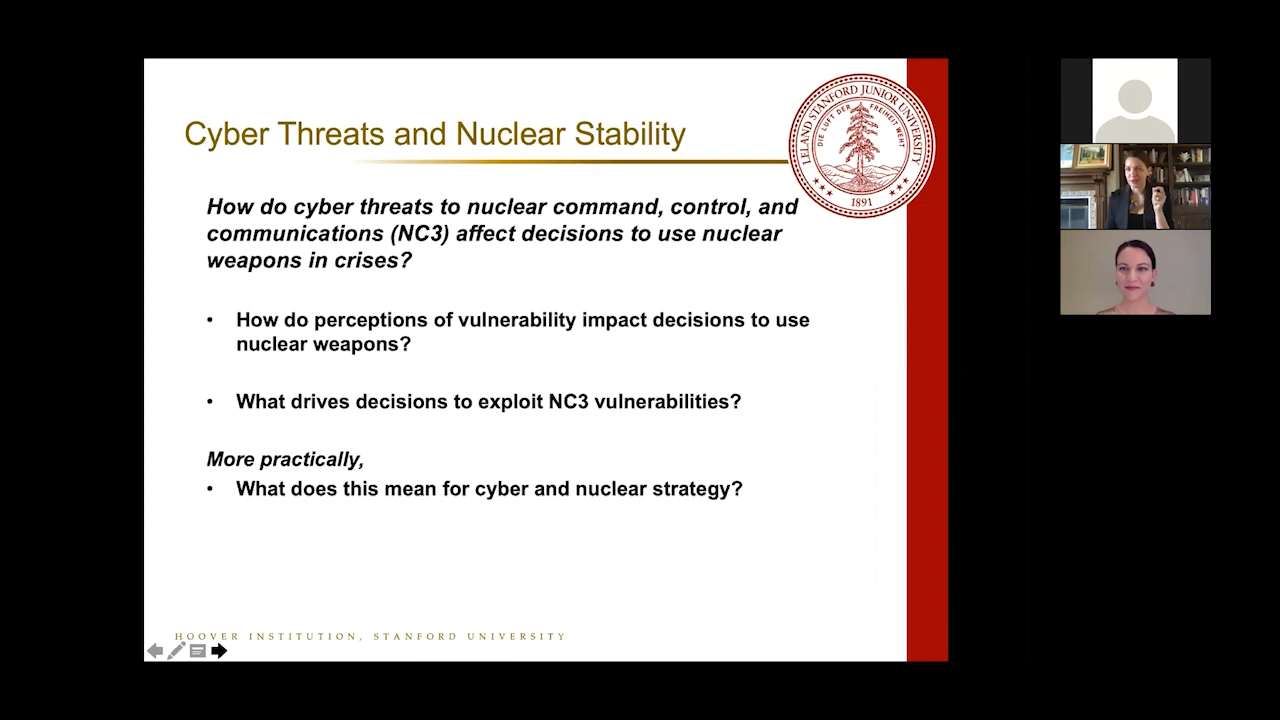 Cyber Threats and Nuclear Stability
LELAND STANFORD JUNIOR UNIVERSITY
DIE LUFT DER FREIHEIT WEHT
1891
How do cyber threats to nuclear command, control, and
communications (NC3) affect decisions to use nuclear
weapons in crises?
• How do perceptions of vulnerability impact decisions to use
nuclear weapons?
• What drives decisions to exploit NC3 vulnerabilities?
More practically,
• What does this mean for cyber and nuclear strategy?
HOOVER INSTITUTION, STANFORD UNIVERSITY